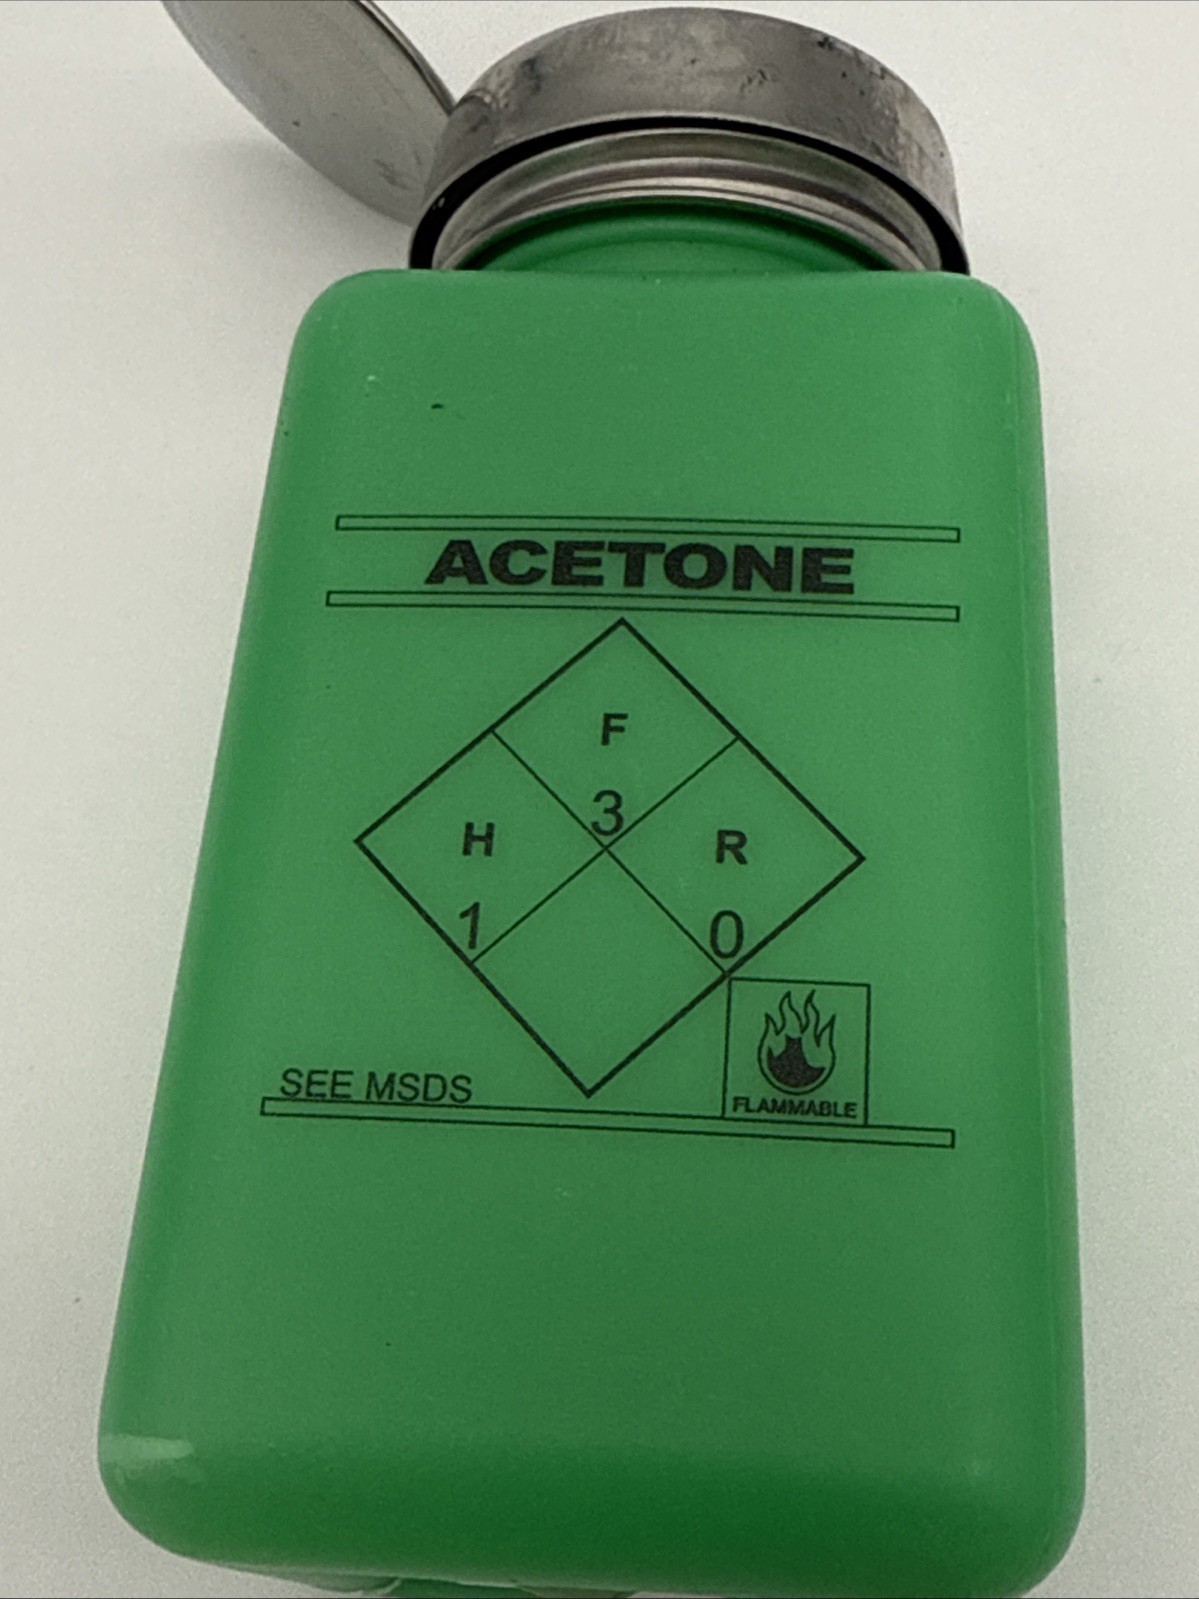 ACETONE
F
3
H
R
1
0
SEE MSDS
FLAMMABLE